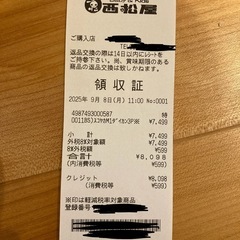 西松屋
ご購入店
TEL
返品交換の際は14日以内にレシートを
ご持参下さい。尚、賞味期限のある
商品の返品交換は致しかねます。
領収証
2025年 9月 8日(月) 11:00 :0001
4987493000587 特
¥7,499
小 計 ¥7,499
外税8%対象額 ¥7,499
8%外税額 ¥599
合計 ¥8,098
(内消費税等 ¥599)
クレジット ¥8,098
(消費税等 ¥599)
※印は軽減税率対象商品
登録番号